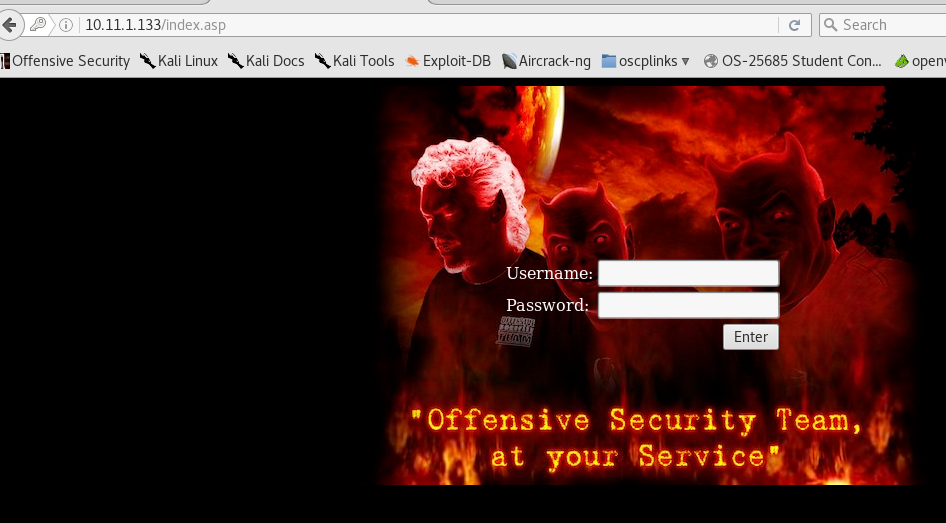 10.11.1.133/index.asp
Search
Offensive Security Kali Linux Kali Docs Kali Tools Exploit-DB Aircrack-ng oscplinks OS-25685 Student Con... openv
Username:
Password:
Enter
"Offensive Security Team,
at your Service"